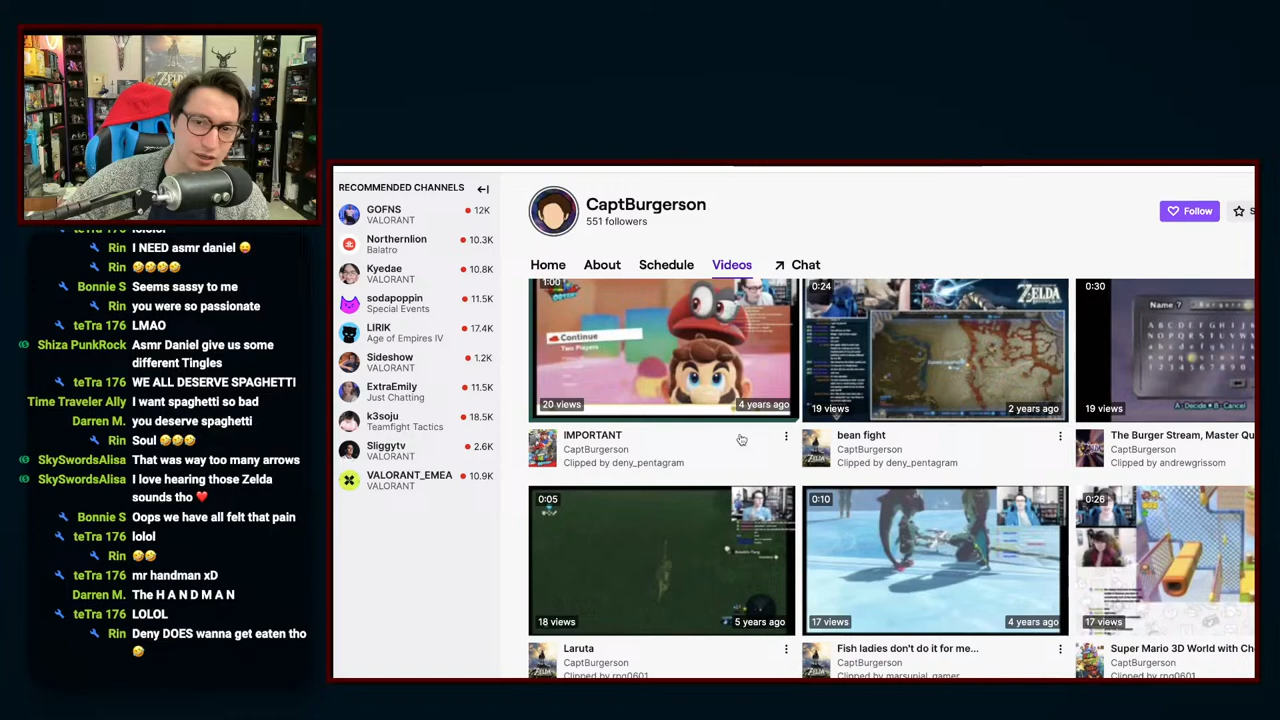 lololol
Rin I NEED asmr daniel
Rin
Bonnie S Seems sassy to me
Rin you were so passionate
teTra 176 LMAO
Shiza PunkRock Asmr Daniel give us some
different Tingles
teTra 176 WE ALL DESERVE SPAGHETTI
Time Traveler Ally I want spaghetti so bad
Darren M. you deserve spaghetti
Rin Soul
SkySwordsAlisa That was way too many arrows
SkySwordsAlisa I love hearing those Zelda
sounds tho
Bonnie S Oops we have all felt that pain
teTra 176 lolol
Rin
teTra 176 mr handman xD
Darren M. The H A N D M A N
teTra 176 LOLOL
Rin Deny DOES wanna get eaten tho
RECOMMENDED CHANNELS
GOFNS 12K
VALORANT
Northernlion 10.3K
Balatro
Kyedae 10.8K
VALORANT
sodapoppin 11.5K
Special Events
LIRIK 17.4K
Age of Empires IV
Sideshow 1.2K
VALORANT
ExtraEmily 11.5K
Just Chatting
k3soju 18.5K
Teamfight Tactics
Sliggytv 2.6K
VALORANT
VALORANT_EMEA 10.9K
VALORANT
CaptBurgerson
551 followers
Follow
Home About Schedule Videos Chat
1:00
Continue
Two Players
20 views 4 years ago
IMPORTANT
CaptBurgerson
Clipped by deny_pentagram
0:24
ZELDA
19 views 2 years ago
bean fight
CaptBurgerson
Clipped by deny_pentagram
0:30
Name ?
19 views
The Burger Stream, Master Qu
CaptBurgerson
Clipped by andrewgrissom
0:05
18 views 5 years ago
Laruta
CaptBurgerson
Clipped by rpg0601
0:10
17 views 4 years ago
Fish ladies don't do it for me...
CaptBurgerson
Clipped by marsupial_gamer
0:26
17 views
Super Mario 3D World with Ch
CaptBurgerson
Clipped by rpg0601